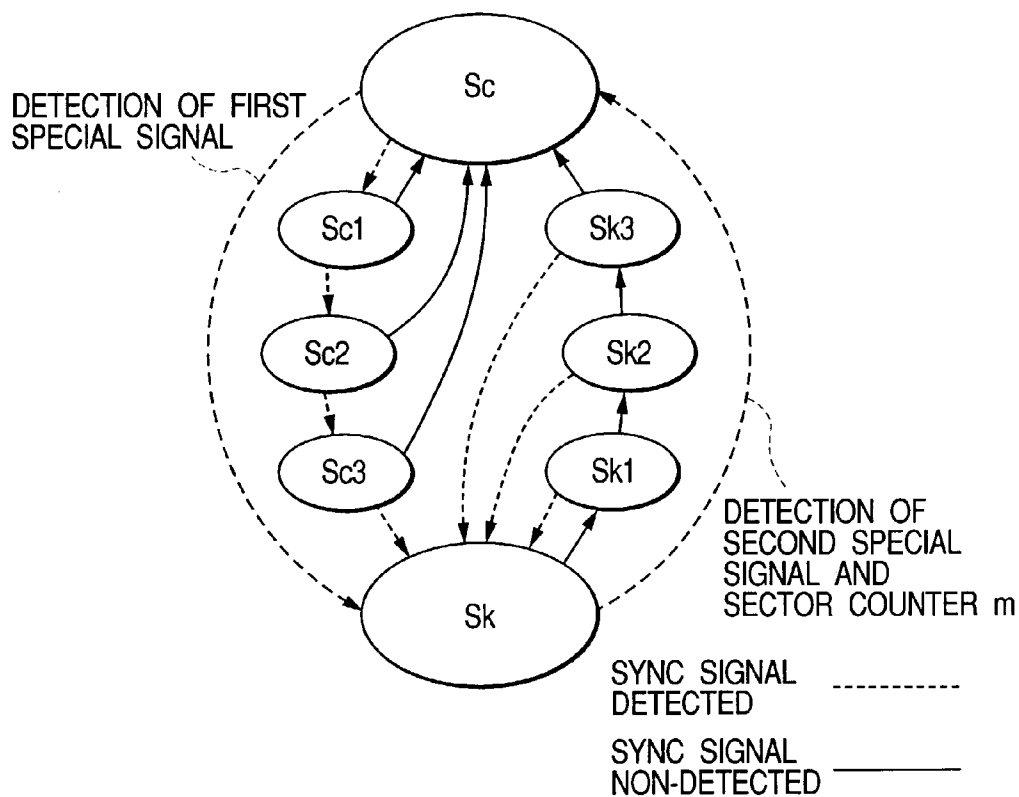 Sc
DETECTION OF FIRST
SPECIAL SIGNAL
Sc1
Sk3
Sc2
Sk2
Sc3
Sk1
DETECTION OF
SECOND SPECIAL
SIGNAL AND
SECTOR COUNTER m
Sk
SYNC SIGNAL
DETECTED
SYNC SIGNAL
NON-DETECTED